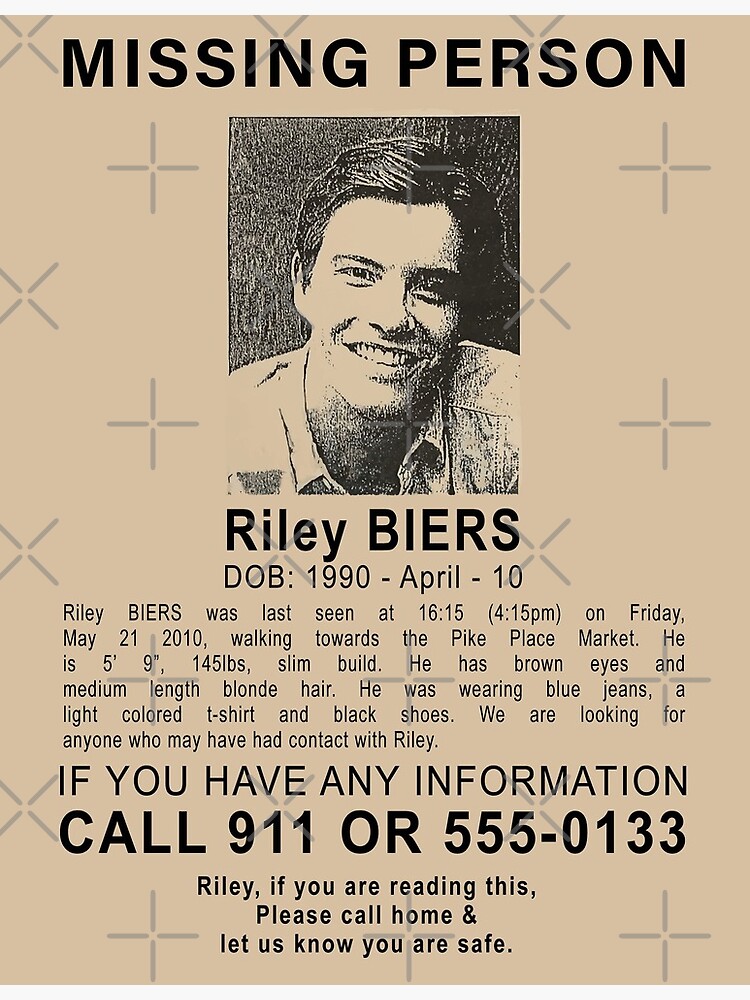 MISSING PERSON
Riley BIERS
DOB: 1990 - April - 10
Riley BIERS was last seen at 16:15 (4:15pm) on Friday,
May 21 2010, walking towards the Pike Place Market. He
is 5’ 9”, 145lbs, slim build. He has brown eyes and
medium length blonde hair. He was wearing blue jeans, a
light colored t-shirt and black shoes. We are looking for
anyone who may have had contact with Riley.
IF YOU HAVE ANY INFORMATION
CALL 911 OR 555-0133
Riley, if you are reading this,
Please call home &
let us know you are safe.